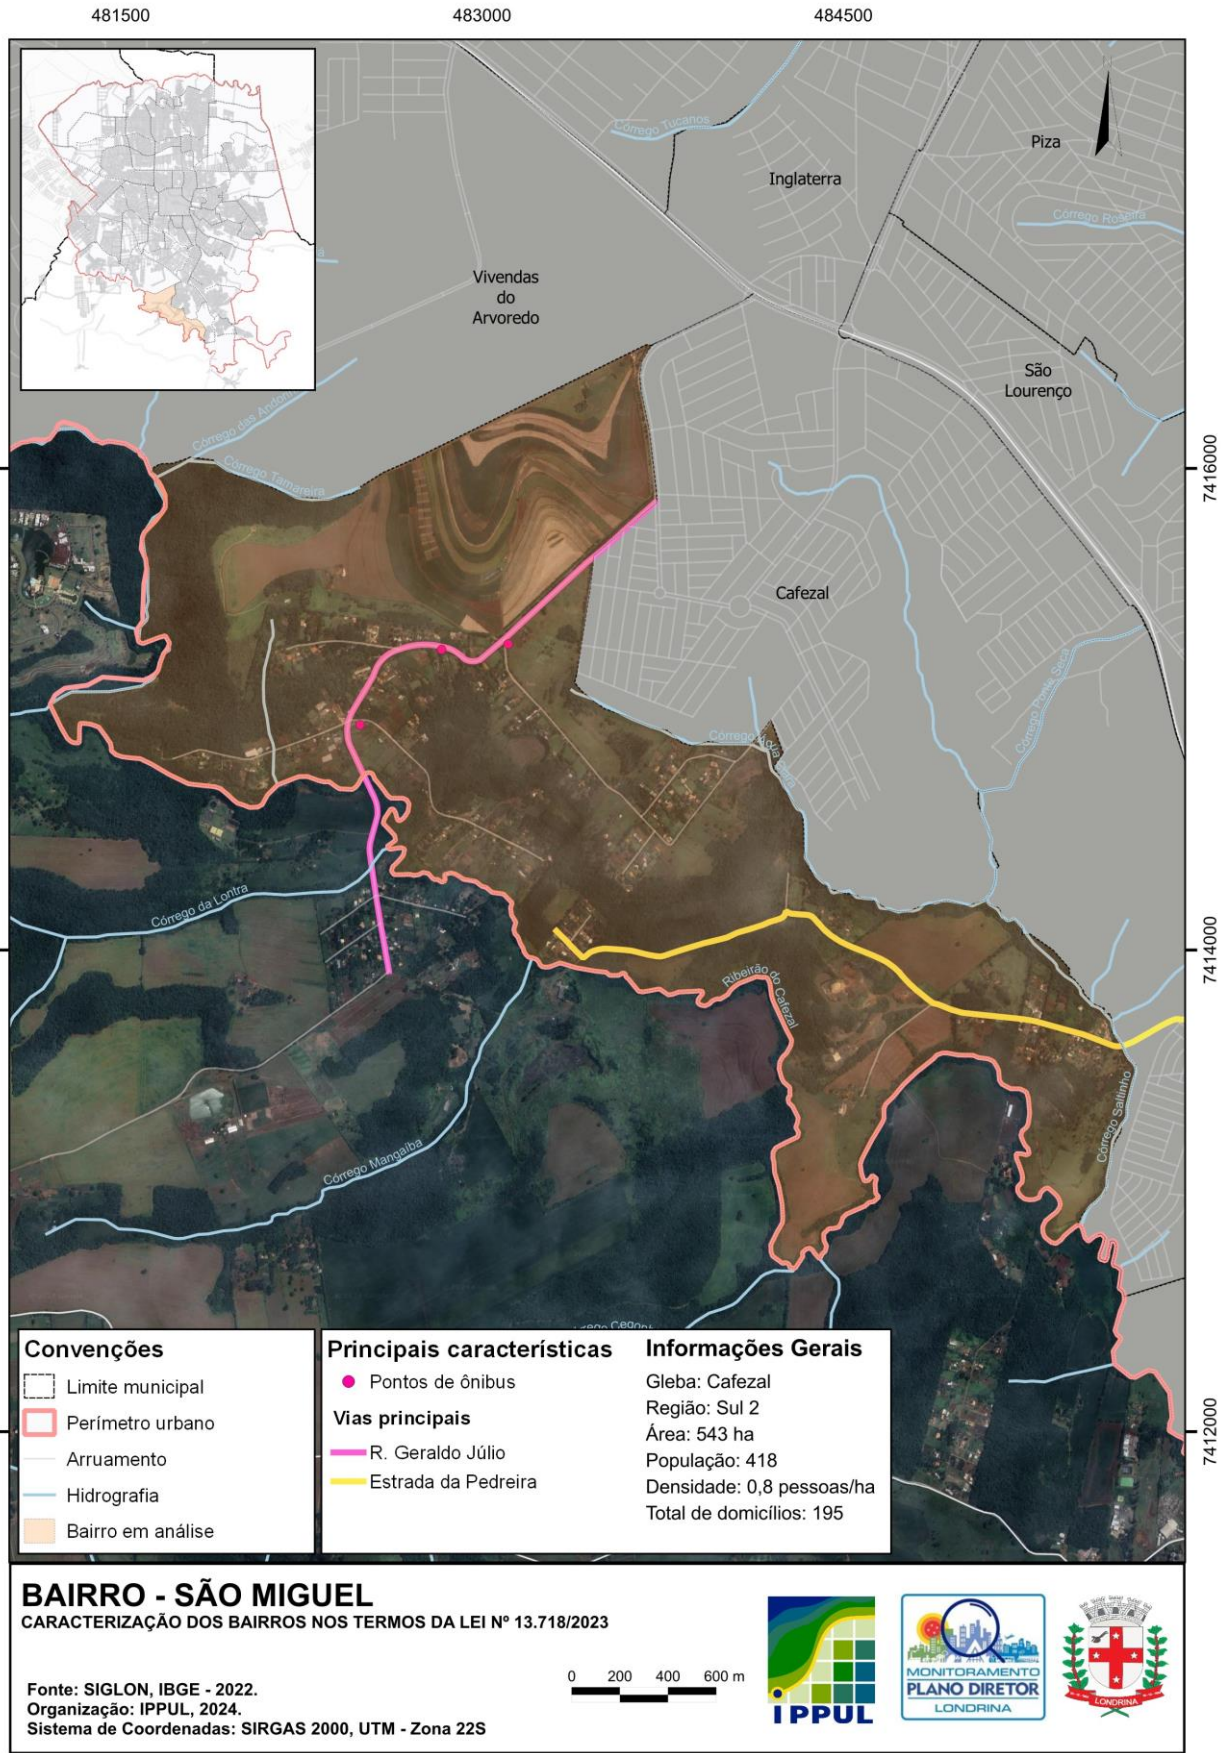 481500
483000
484500
Córrego Tucanos
Piza
Inglaterra
Córrego Roseira
Vivendas
do
Arvoredo
São
Lourenço
Córrego Tamareira
7416000
Cafezal
Córrego Ponte Seca
Córrego da Lontra
Ribeirão do Cafezal
7414000
Córrego Saltinho
Córrego Mangaíba
7412000
Convenções
Limite municipal
Perímetro urbano
Arruamento
Hidrografia
Bairro em análise
Principais características
Pontos de ônibus
Vias principais
R. Geraldo Júlio
Estrada da Pedreira
Informações Gerais
Gleba: Cafezal
Região: Sul 2
Área: 543 ha
População: 418
Densidade: 0,8 pessoas/ha
Total de domicílios: 195
BAIRRO - SÃO MIGUEL
CARACTERIZAÇÃO DOS BAIRROS NOS TERMOS DA LEI Nº 13.718/2023
Fonte: SIGLON, IBGE - 2022.
Organização: IPPUL, 2024.
Sistema de Coordenadas: SIRGAS 2000, UTM - Zona 22S
0 200 400 600 m
IPPUL
MONITORAMENTO
PLANO DIRETOR
LONDRINA
LONDRINA